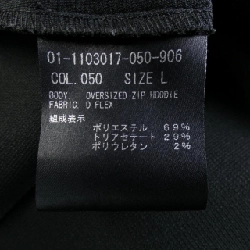 01-1103017-050-906
COL.050 SIZE L
BODY : OVERSIZED ZIP HOODIE
FABRIC: D FLEX
組成表示
ポリエステル 69%
トリアセテート 29%
ポリウレタン 2%